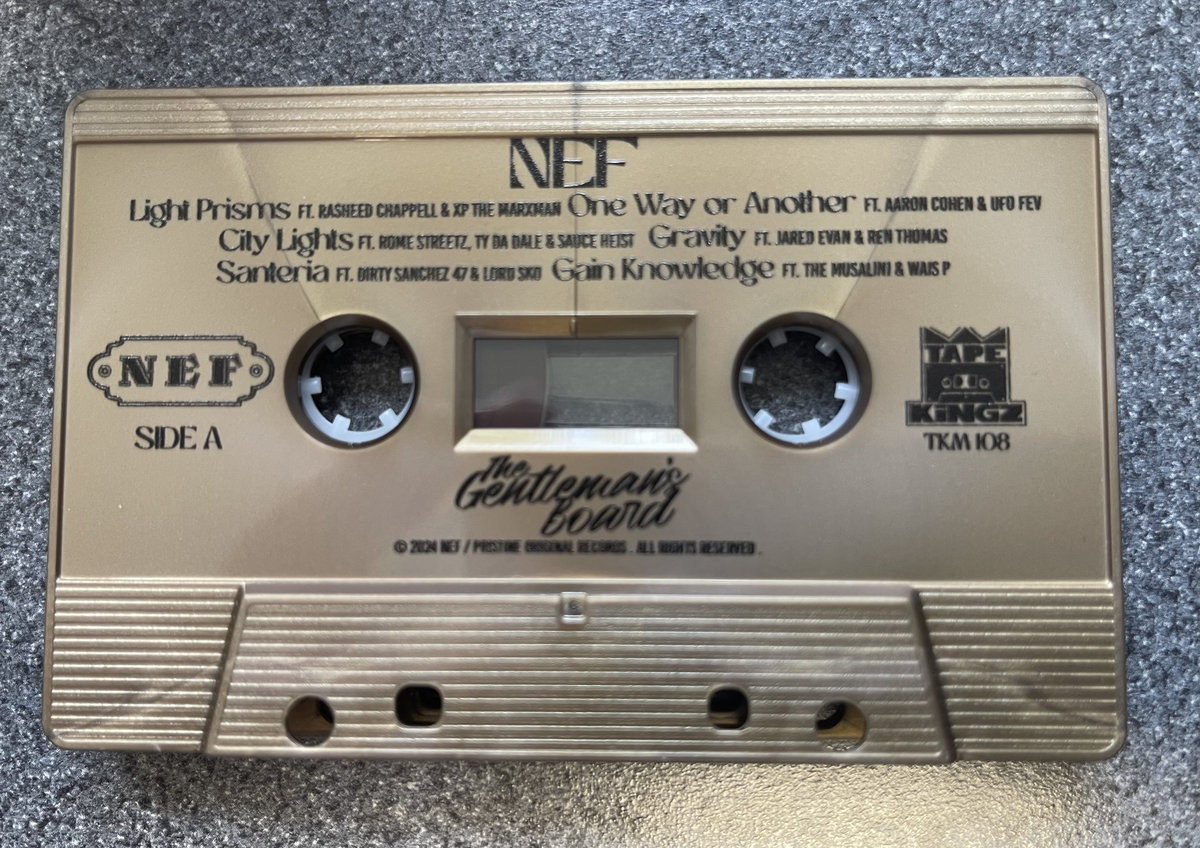 NEF
Light Prisms FT. RASHEED CHAPPELL & XP THE MARXMAN One Way or Another FT. AARON COHEN & UFO FEV
City Lights FT. ROME STREETZ, TY DA DALE & SAUCE HEIST Gravity FT. JARED EVAN & REN THOMAS
Santeria FT. DIRTY SANCHEZ 47 & LORD SKO Gain Knowledge FT. THE MUSALINI & WAIS P
NEF
SIDE A
TAPE
KiNGZ
TKM 108
The
Gentleman's
Board
© 2024 NEF / PRISTINE ORIGINAL RECORDS . ALL RIGHTS RESERVED .